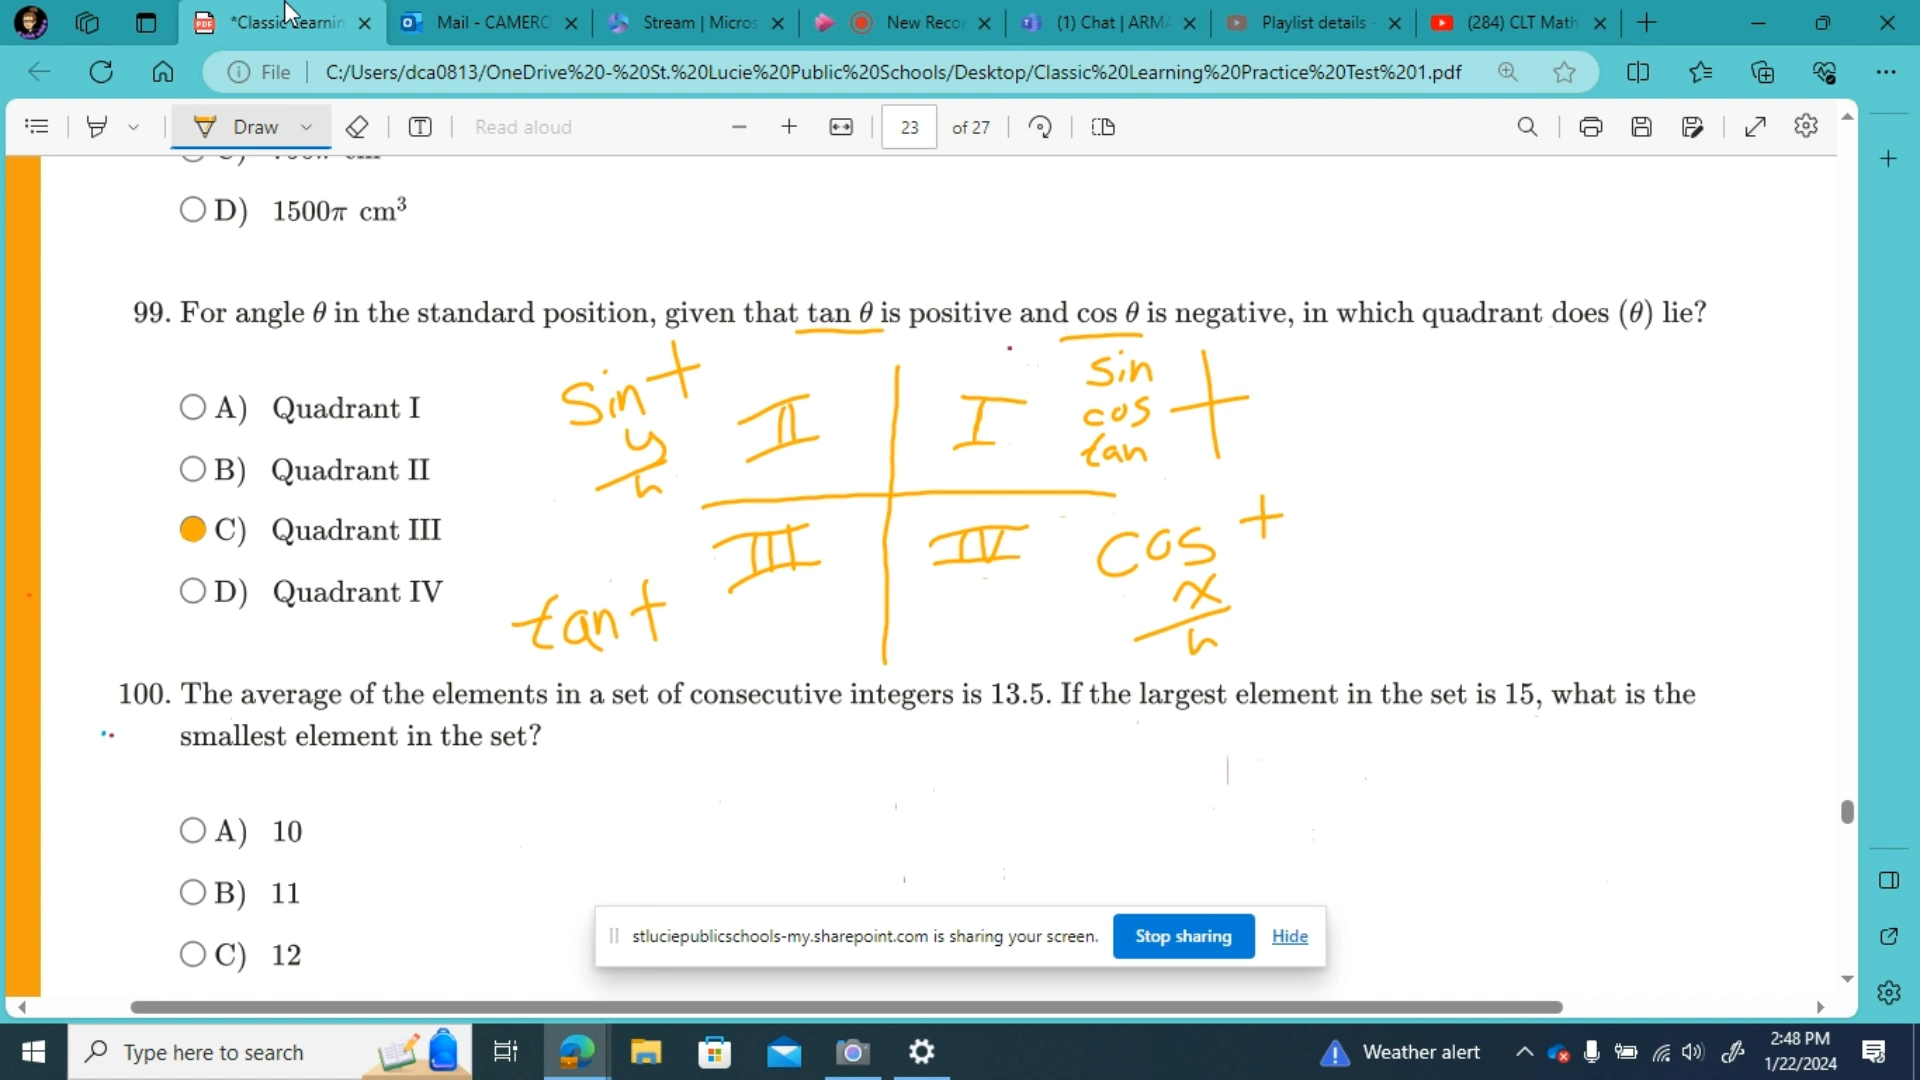 *Classic Learnin
Mail - CAMERO
Stream | Micros
New Reco
(1) Chat | ARMA
Playlist details
(284) CLT Math
File
C:/Users/dca0813/OneDrive%20-%20St.%20Lucie%20Public%20Schools/Desktop/Classic%20Learning%20Practice%20Test%201.pdf
Draw
Read aloud
23 of 27
D) 1500π cm³
99. For angle θ in the standard position, given that tan θ is positive and cos θ is negative, in which quadrant does (θ) lie?
A) Quadrant I
B) Quadrant II
C) Quadrant III
D) Quadrant IV
sin +
y
h
II
I
sin
cos
tan
+
III
IV
cos +
x
h
tan +
100. The average of the elements in a set of consecutive integers is 13.5. If the largest element in the set is 15, what is the
smallest element in the set?
A) 10
B) 11
C) 12
stluciepublicschools-my.sharepoint.com is sharing your screen.
Stop sharing
Hide
Type here to search
Weather alert
2:48 PM
1/22/2024